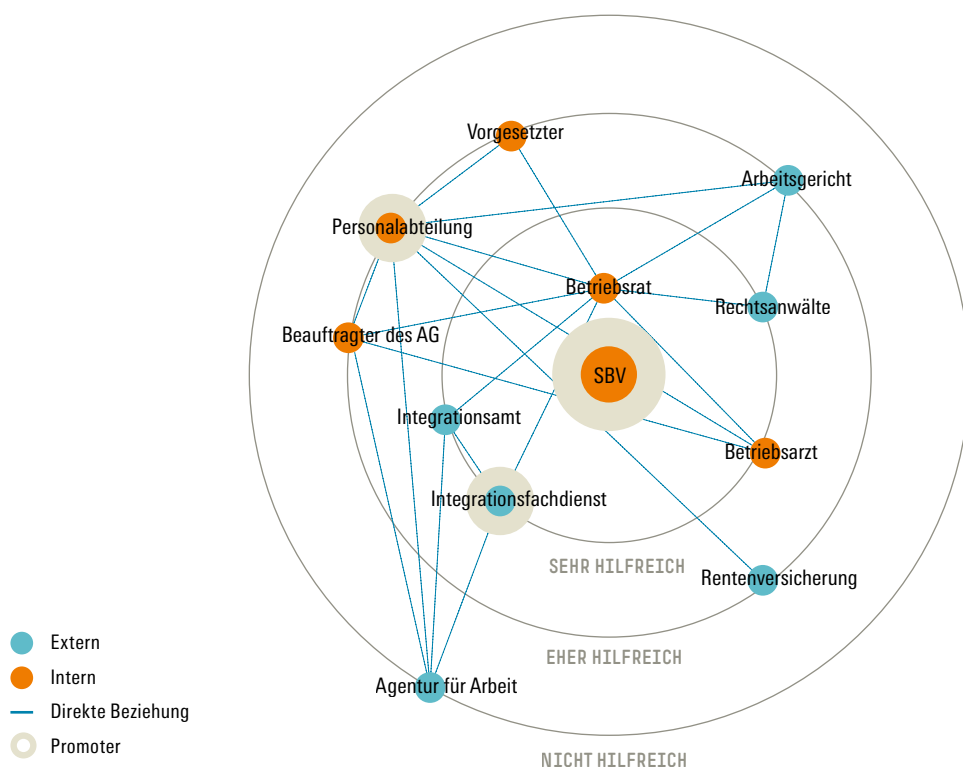 Vorgesetzter
Arbeitsgericht
Personalabteilung
Betriebsrat
Rechtsanwälte
Beauftragter des AG
SBV
Integrationsamt
Betriebsarzt
Integrationsfachdienst
SEHR HILFREICH
Rentenversicherung
EHER HILFREICH
Agentur für Arbeit
NICHT HILFREICH
Extern
Intern
Direkte Beziehung
Promoter